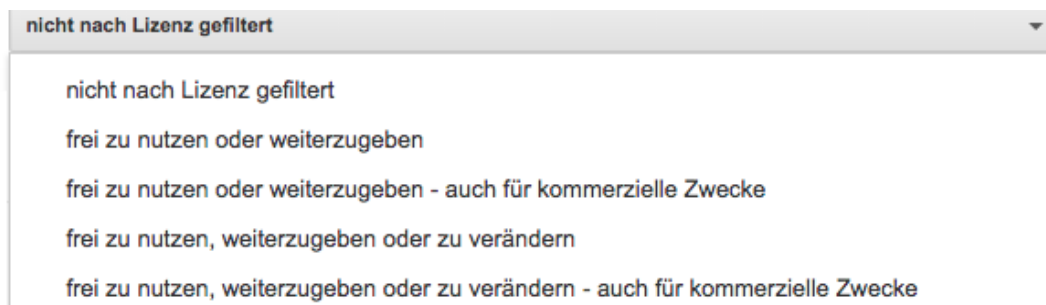 nicht nach Lizenz gefiltert
nicht nach Lizenz gefiltert
frei zu nutzen oder weiterzugeben
frei zu nutzen oder weiterzugeben - auch für kommerzielle Zwecke
frei zu nutzen, weiterzugeben oder zu verändern
frei zu nutzen, weiterzugeben oder zu verändern - auch für kommerzielle Zwecke